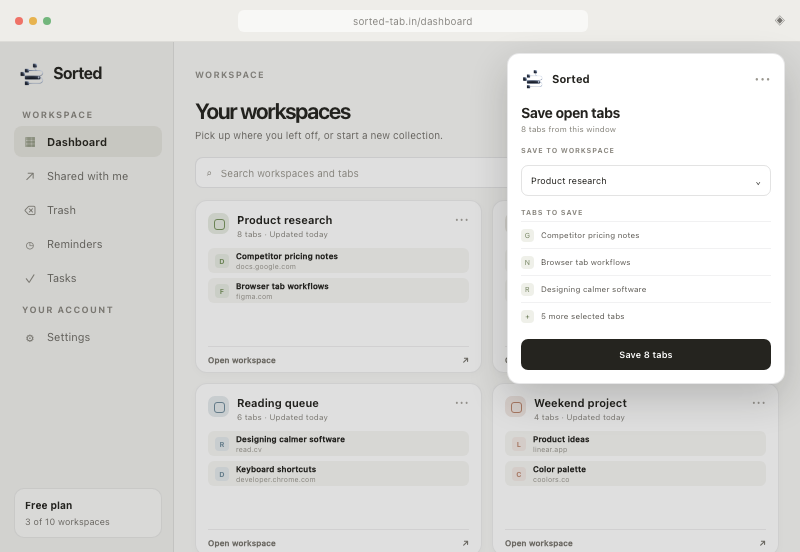 sorted-tab.in/dashboard
Sorted
WORKSPACE
Dashboard
Shared with me
Trash
Reminders
Tasks
YOUR ACCOUNT
Settings
Free plan
3 of 10 workspaces
WORKSPACE
Your workspaces
Pick up where you left off, or start a new collection.
Search workspaces and tabs
Product research
8 tabs · Updated today
D
Competitor pricing notes
docs.google.com
F
Browser tab workflows
figma.com
Open workspace
Reading queue
6 tabs · Updated today
R
Designing calmer software
read.cv
D
Keyboard shortcuts
developer.chrome.com
Open workspace
Weekend project
4 tabs · Updated today
L
Product ideas
linear.app
C
Color palette
coolors.co
Open workspace
Sorted
Save open tabs
8 tabs from this window
SAVE TO WORKSPACE
Product research
TABS TO SAVE
G Competitor pricing notes
N Browser tab workflows
R Designing calmer software
+ 5 more selected tabs
Save 8 tabs